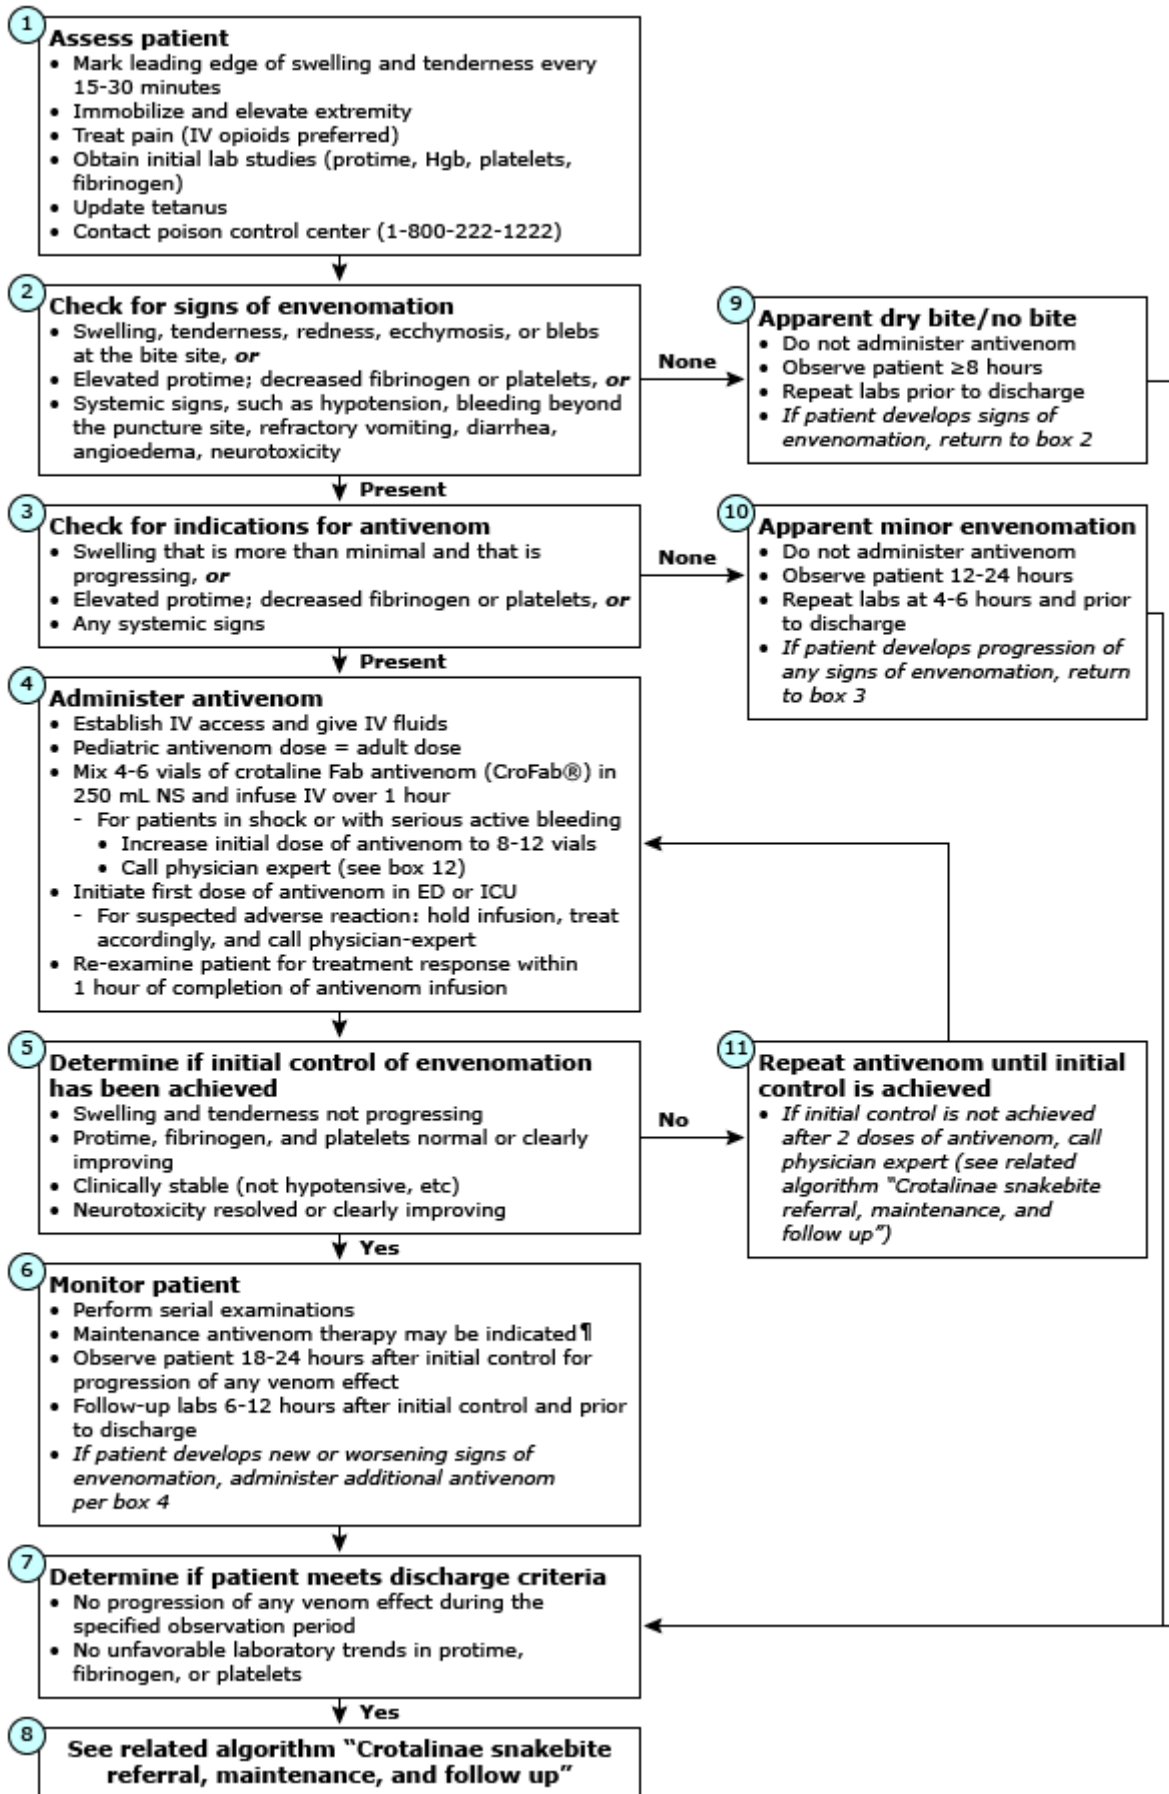 1
Assess patient
• Mark leading edge of swelling and tenderness every
15-30 minutes
• Immobilize and elevate extremity
• Treat pain (IV opioids preferred)
• Obtain initial lab studies (protime, Hgb, platelets,
fibrinogen)
• Update tetanus
• Contact poison control center (1-800-222-1222)
2
Check for signs of envenomation
• Swelling, tenderness, redness, ecchymosis, or blebs
at the bite site, or
• Elevated protime; decreased fibrinogen or platelets, or
• Systemic signs, such as hypotension, bleeding beyond
the puncture site, refractory vomiting, diarrhea,
angioedema, neurotoxicity
None
9
Apparent dry bite/no bite
• Do not administer antivenom
• Observe patient ≥8 hours
• Repeat labs prior to discharge
• If patient develops signs of
envenomation, return to box 2
Present
3
Check for indications for antivenom
• Swelling that is more than minimal and that is
progressing, or
• Elevated protime; decreased fibrinogen or platelets, or
• Any systemic signs
None
10
Apparent minor envenomation
• Do not administer antivenom
• Observe patient 12-24 hours
• Repeat labs at 4-6 hours and prior
to discharge
• If patient develops progression of
any signs of envenomation, return
to box 3
Present
4
Administer antivenom
• Establish IV access and give IV fluids
• Pediatric antivenom dose = adult dose
• Mix 4-6 vials of crotaline Fab antivenom (CroFab®) in
250 mL NS and infuse IV over 1 hour
- For patients in shock or with serious active bleeding
• Increase initial dose of antivenom to 8-12 vials
• Call physician expert (see box 12)
• Initiate first dose of antivenom in ED or ICU
- For suspected adverse reaction: hold infusion, treat
accordingly, and call physician-expert
• Re-examine patient for treatment response within
1 hour of completion of antivenom infusion
5
Determine if initial control of envenomation
has been achieved
• Swelling and tenderness not progressing
• Protime, fibrinogen, and platelets normal or clearly
improving
• Clinically stable (not hypotensive, etc)
• Neurotoxicity resolved or clearly improving
No
11
Repeat antivenom until initial
control is achieved
• If initial control is not achieved
after 2 doses of antivenom, call
physician expert (see related
algorithm "Crotalinae snakebite
referral, maintenance, and
follow up")
Yes
6
Monitor patient
• Perform serial examinations
• Maintenance antivenom therapy may be indicated¶
• Observe patient 18-24 hours after initial control for
progression of any venom effect
• Follow-up labs 6-12 hours after initial control and prior
to discharge
• If patient develops new or worsening signs of
envenomation, administer additional antivenom
per box 4
7
Determine if patient meets discharge criteria
• No progression of any venom effect during the
specified observation period
• No unfavorable laboratory trends in protime,
fibrinogen, or platelets
Yes
8
See related algorithm "Crotalinae snakebite
referral, maintenance, and follow up"